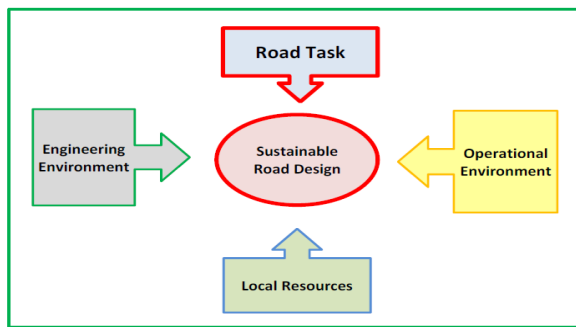 Road Task
Engineering
Environment
Sustainable
Road Design
Operational
Environment
Local Resources